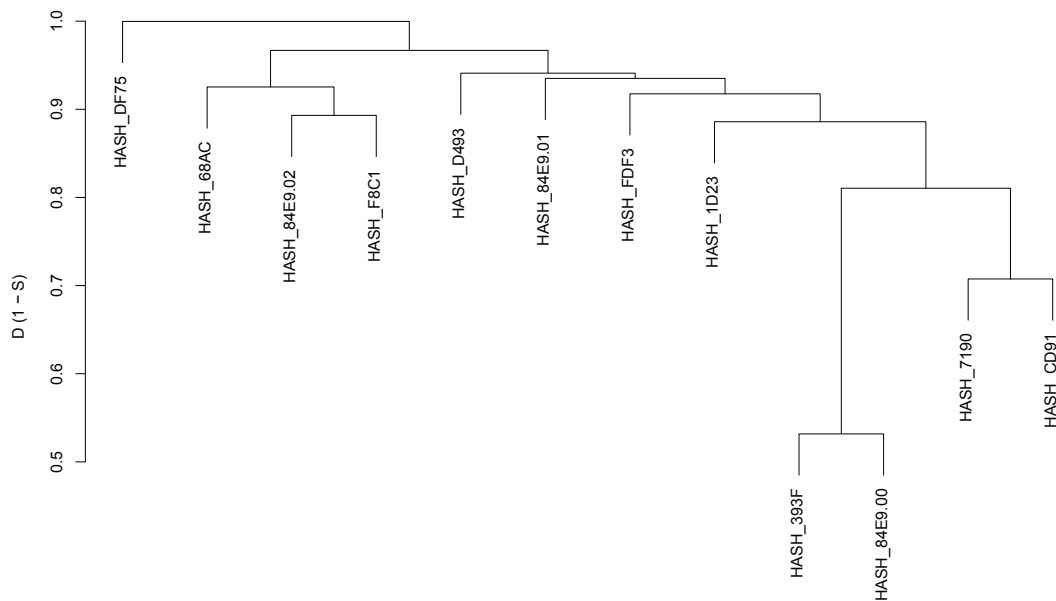 D (1 − S)
1.0
0.9
0.8
0.7
0.6
0.5
HASH_DF75
HASH_68AC
HASH_84E9.02
HASH_F8C1
HASH_D493
HASH_84E9.01
HASH_FDF3
HASH_1D23
HASH_393F
HASH_84E9.00
HASH_7190
HASH_CD91